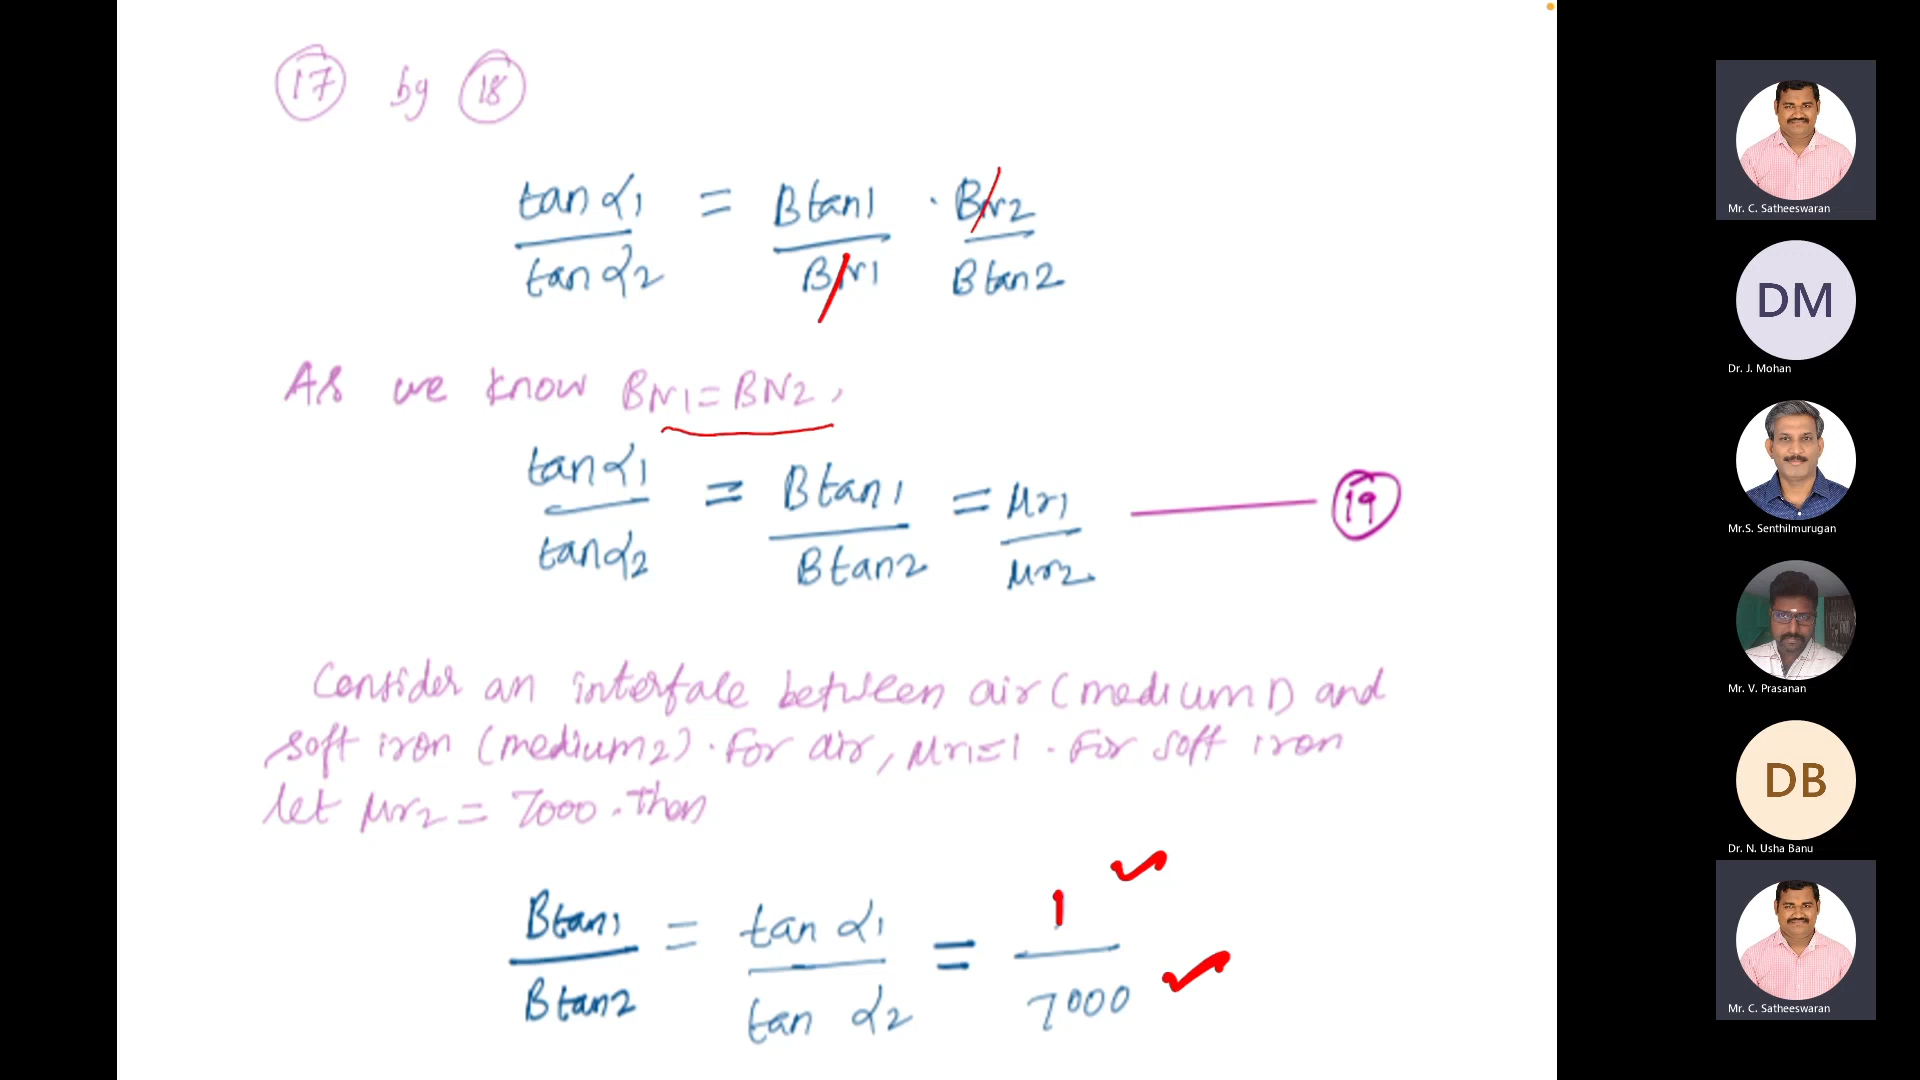 17 by 18
tan α1 / tan α2 = Btan1 / BN1 · BN2 / Btan2
As we know BN1 = BN2,
tan α1 / tan α2 = Btan1 / Btan2 = μr1 / μr2 — 19
Consider an interface between air (medium 1) and
soft iron (medium 2). For air, μr1 = 1. For soft iron
let μr2 = 7000. Then
Btan1 / Btan2 = tan α1 / tan α2 = 1 / 7000
Mr. C. Satheeswaran
DM
Dr. J. Mohan
Mr.S. Senthilmurugan
Mr. V. Prasanan
DB
Dr. N. Usha Banu
Mr. C. Satheeswaran